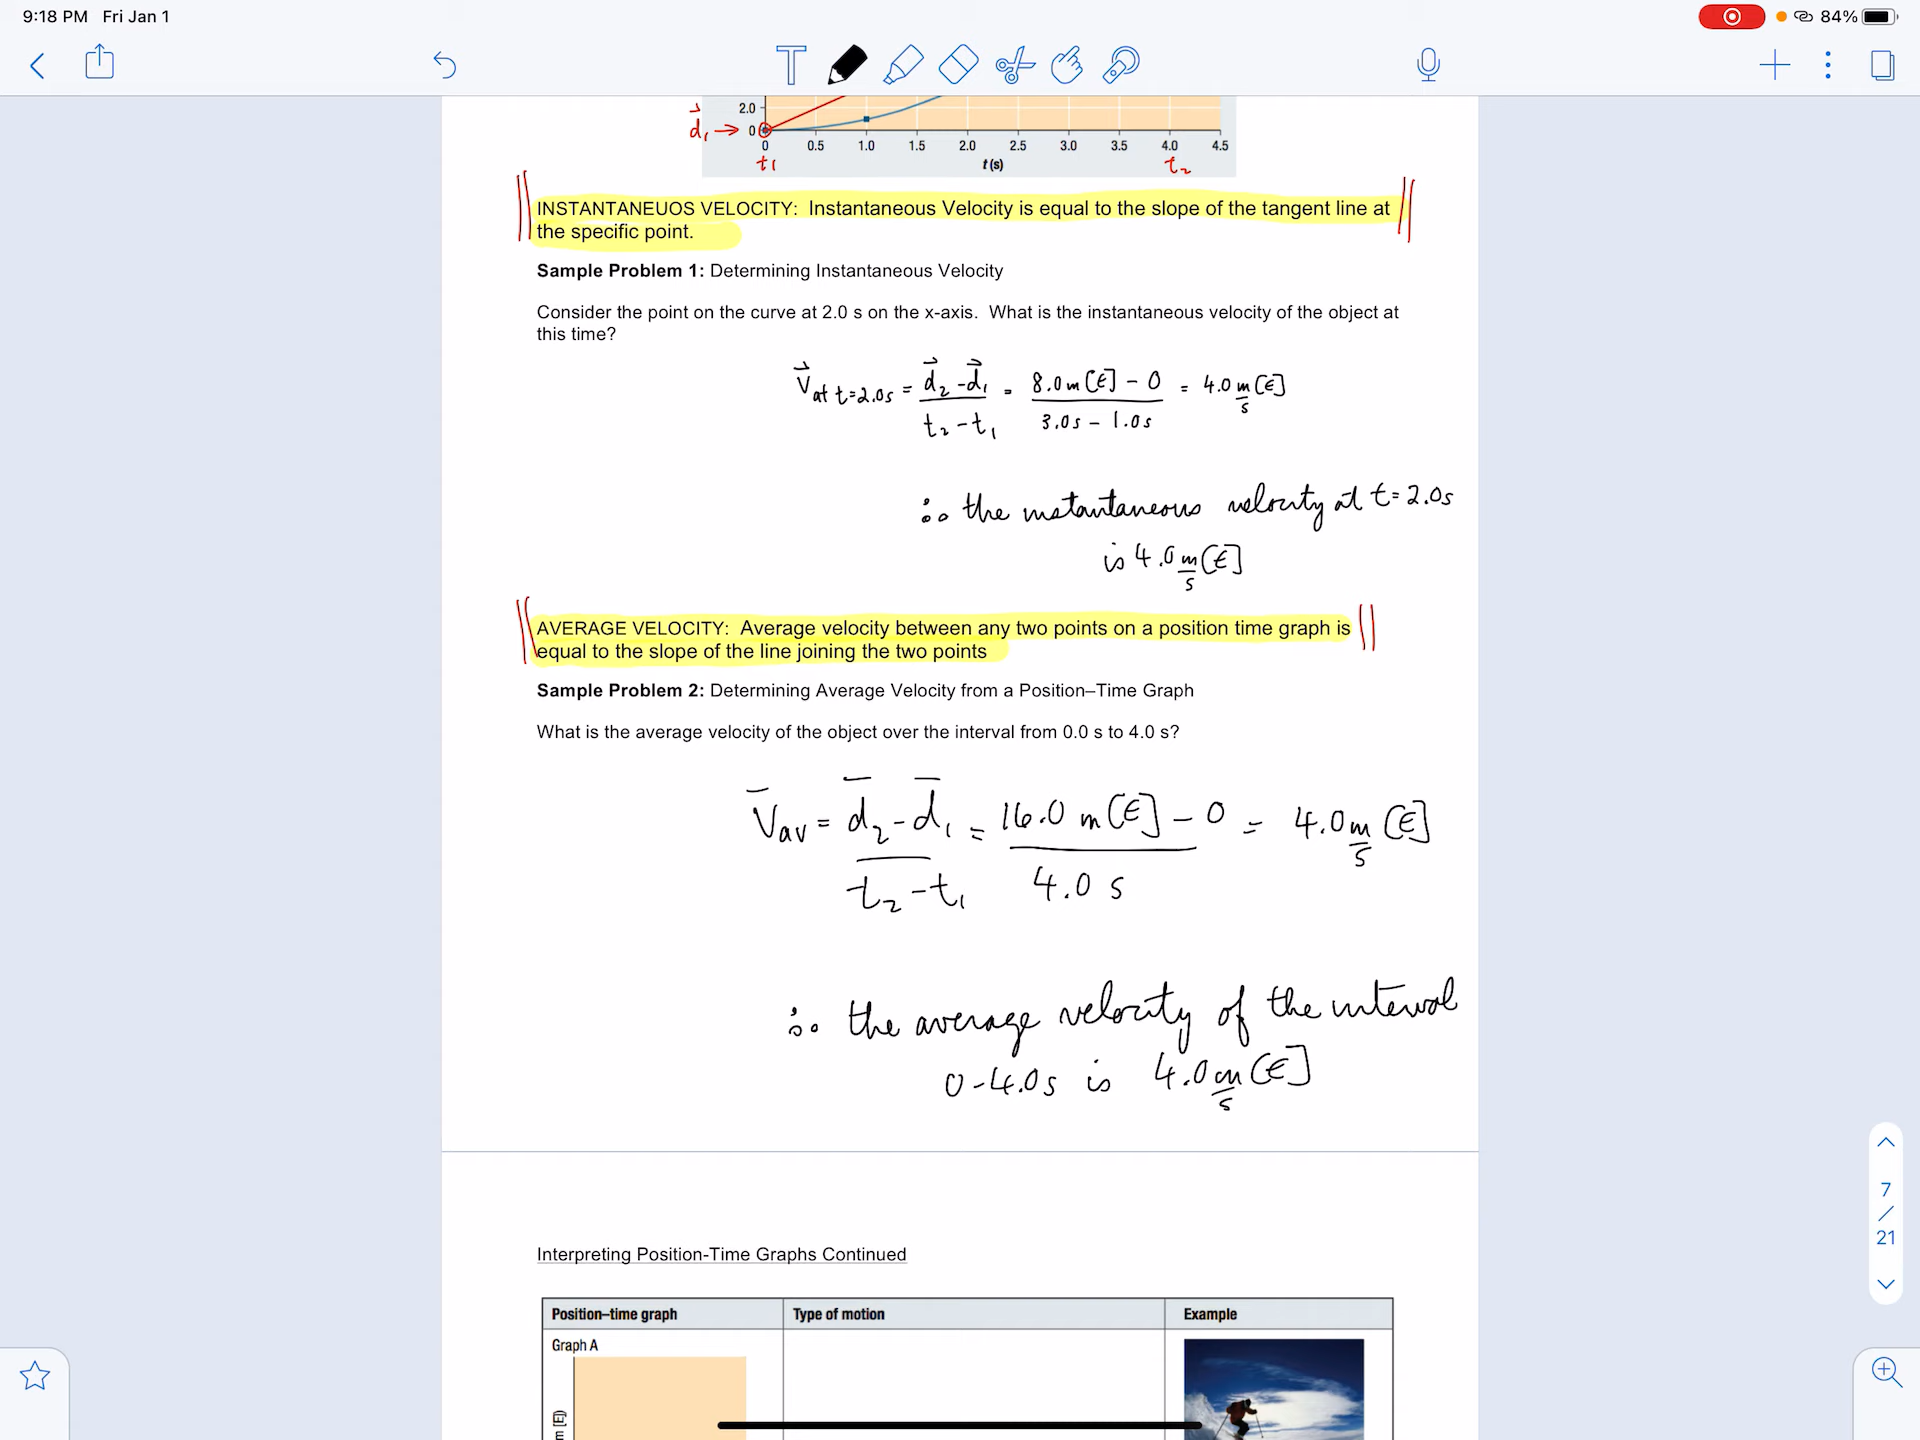 9:18 PM Fri Jan 1
84%
T
2.0
d₁ → 0
0 0.5 1.0 1.5 2.0 2.5 3.0 3.5 4.0 4.5
t₁ t (s) t₂
INSTANTANEUOS VELOCITY: Instantaneous Velocity is equal to the slope of the tangent line at
the specific point.
Sample Problem 1: Determining Instantaneous Velocity
Consider the point on the curve at 2.0 s on the x-axis. What is the instantaneous velocity of the object at
this time?
V⃗ at t=2.0s = (d⃗₂ - d⃗₁)/(t₂ - t₁) = (8.0m[E] - 0)/(3.0s - 1.0s) = 4.0 m/s [E]
∴ the instantaneous velocity at t=2.0s
is 4.0 m/s [E]
AVERAGE VELOCITY: Average velocity between any two points on a position time graph is
equal to the slope of the line joining the two points
Sample Problem 2: Determining Average Velocity from a Position–Time Graph
What is the average velocity of the object over the interval from 0.0 s to 4.0 s?
V⃗av = (d⃗₂ - d⃗₁)/(t₂ - t₁) = (16.0 m[E] - 0)/(4.0 s) = 4.0 m/s [E]
∴ the average velocity of the interval
0-4.0s is 4.0 m/s [E]
7
/
21
Interpreting Position-Time Graphs Continued
Position–time graph Type of motion Example
Graph A
m [E])